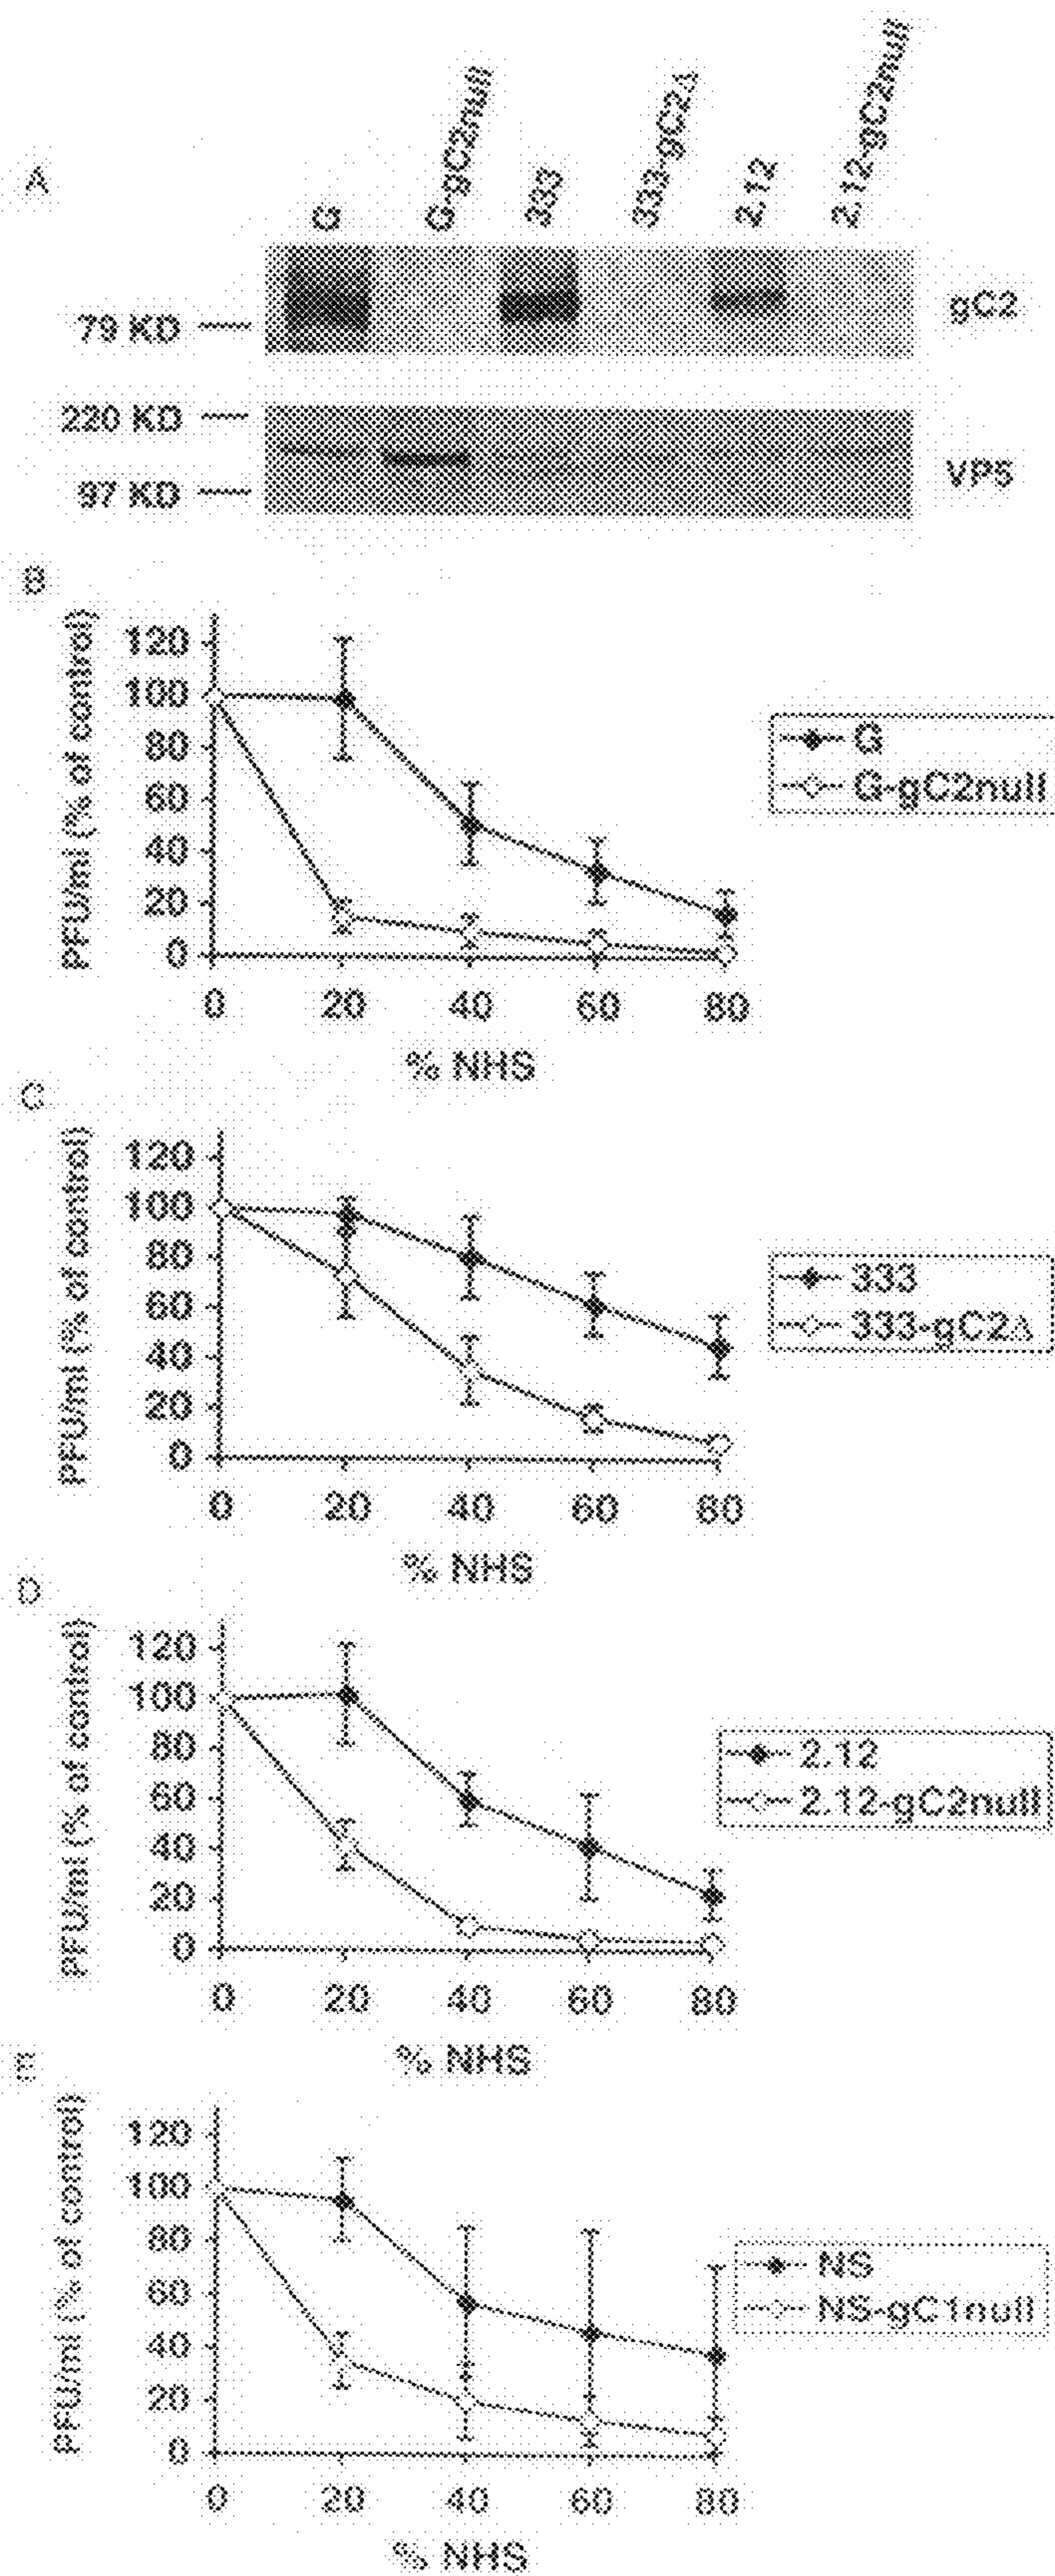 A
G
G-gC2null
333
333-gC2Δ
2.12
2.12-gC2null
79 KD
gC2
220 KD
97 KD
VP5
B
PFU/ml (% of control)
120
100
80
60
40
20
0
0 20 40 60 80
% NHS
G
G-gC2null
C
PFU/ml (% of control)
120
100
80
60
40
20
0
0 20 40 60 80
% NHS
333
333-gC2Δ
D
PFU/ml (% of control)
120
100
80
60
40
20
0
0 20 40 60 80
% NHS
2.12
2.12-gC2null
E
PFU/ml (% of control)
120
100
80
60
40
20
0
0 20 40 60 80
% NHS
NS
NS-gC1null